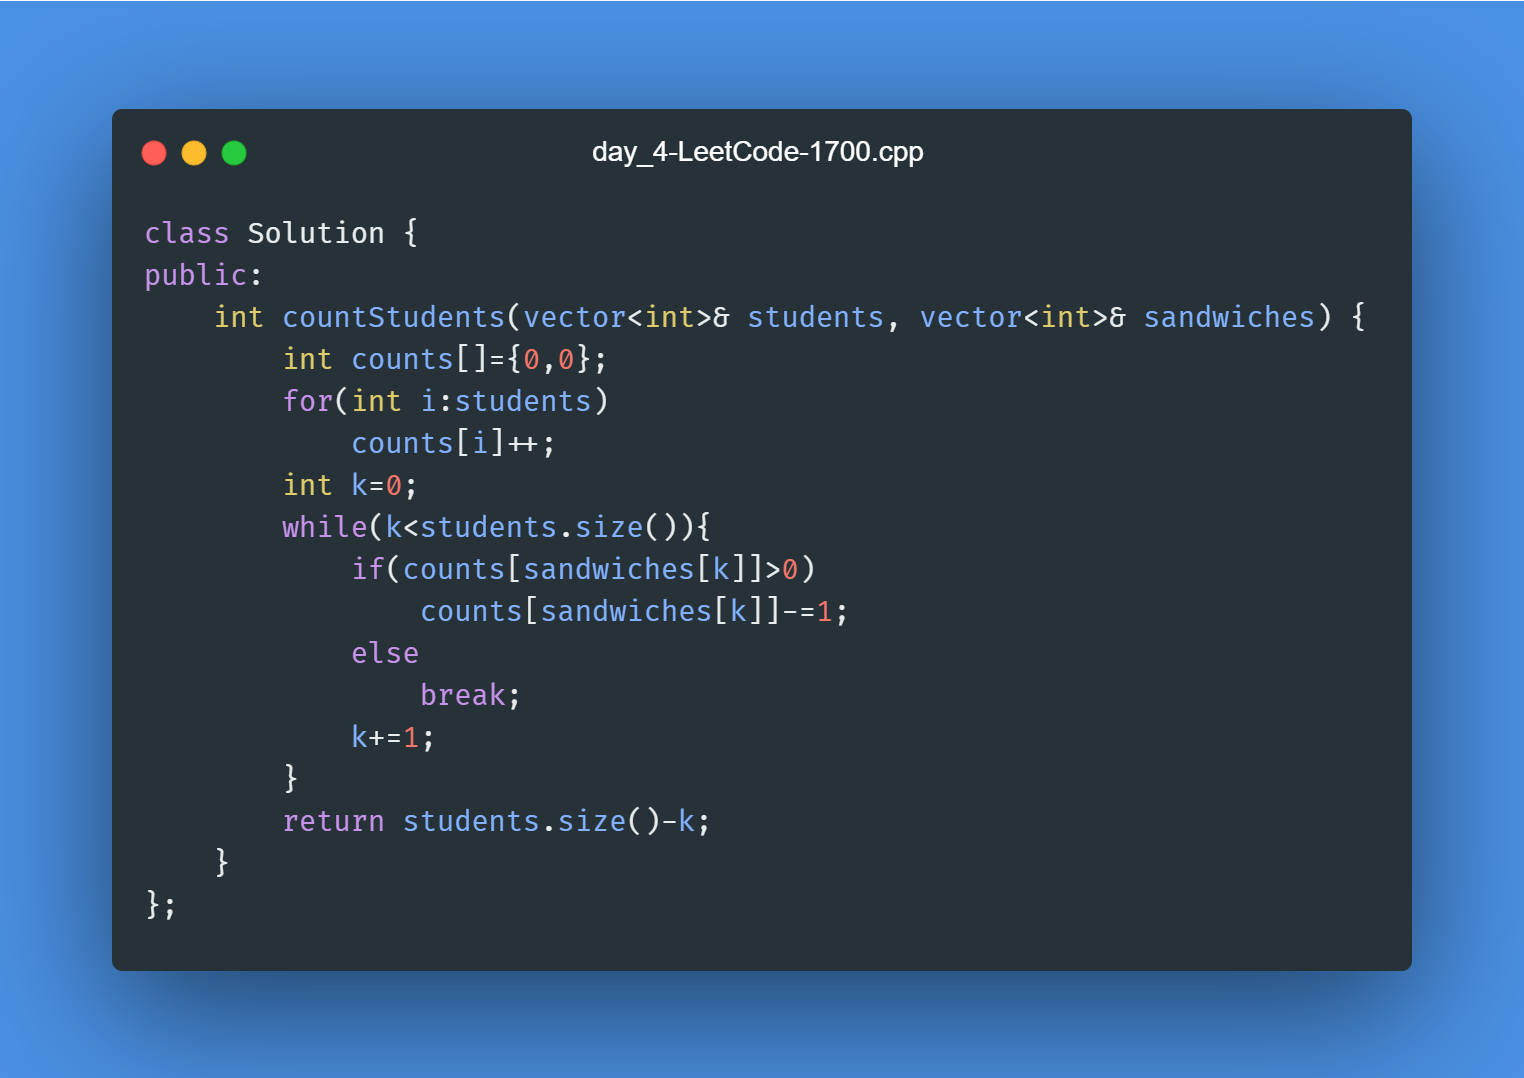 day_4-LeetCode-1700.cpp
class Solution {
public:
    int countStudents(vector<int>& students, vector<int>& sandwiches) {
        int counts[]={0,0};
        for(int i:students)
            counts[i]++;
        int k=0;
        while(k<students.size()){
            if(counts[sandwiches[k]]>0)
                counts[sandwiches[k]]-=1;
            else
                break;
            k+=1;
        }
        return students.size()-k;
    }
};